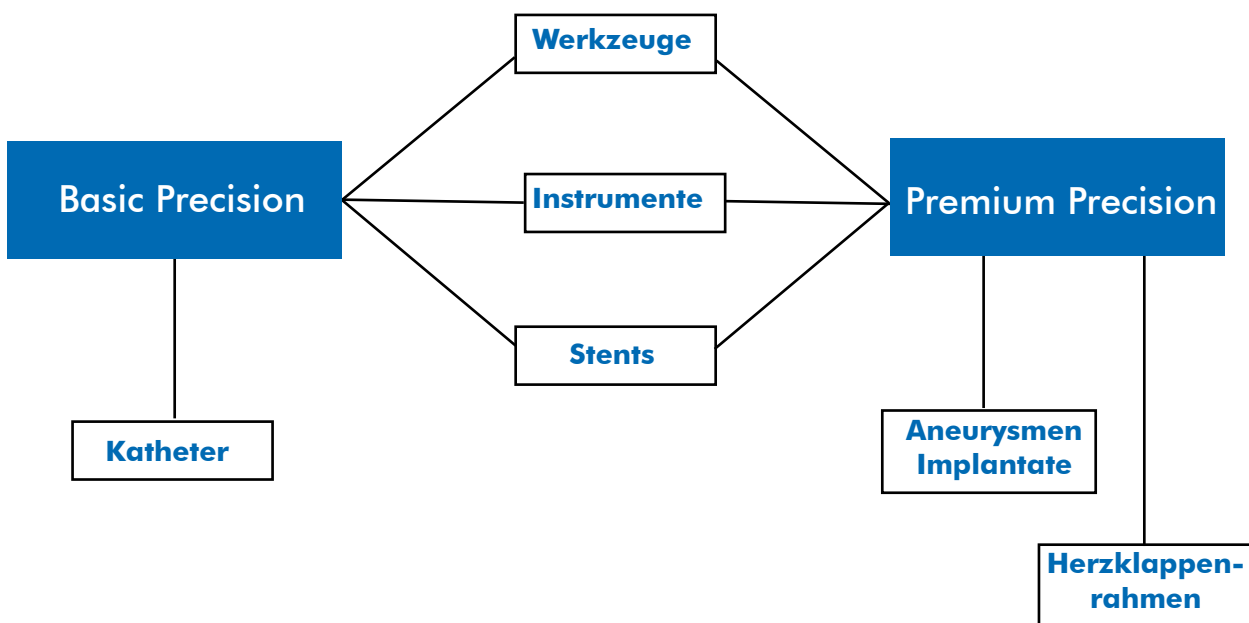 Werkzeuge
Basic Precision
Instrumente
Premium Precision
Stents
Katheter
Aneurysmen
Implantate
Herzklappen-
rahmen